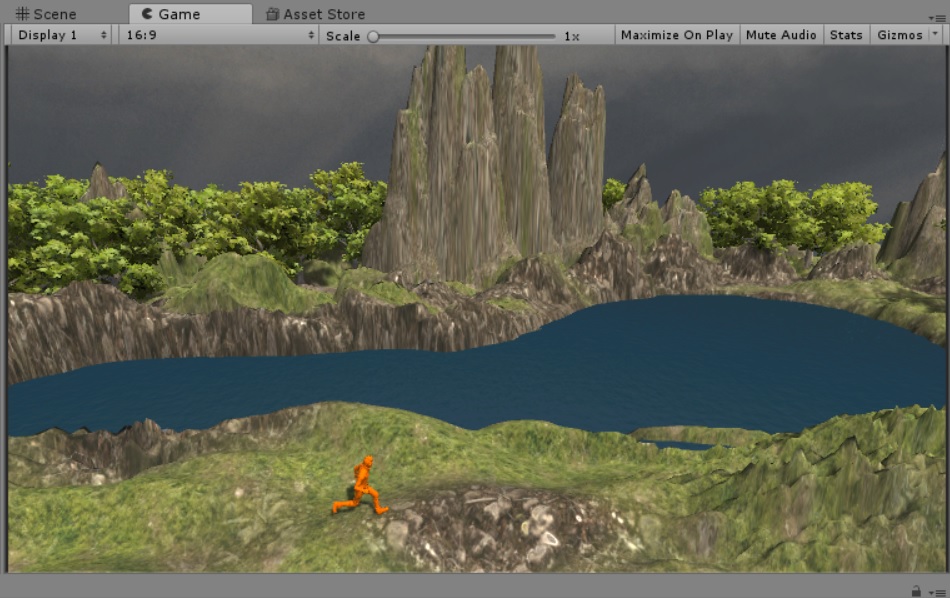 Scene Game Asset Store
Display 1 16:9 Scale 1x Maximize On Play Mute Audio Stats Gizmos